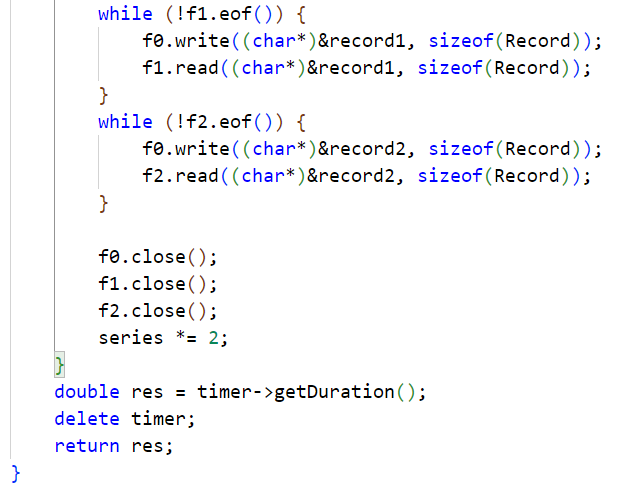 while (!f1.eof()) {
f0.write((char*)&record1, sizeof(Record));
f1.read((char*)&record1, sizeof(Record));
}
while (!f2.eof()) {
f0.write((char*)&record2, sizeof(Record));
f2.read((char*)&record2, sizeof(Record));
}
f0.close();
f1.close();
f2.close();
series *= 2;
}
double res = timer->getDuration();
delete timer;
return res;
}